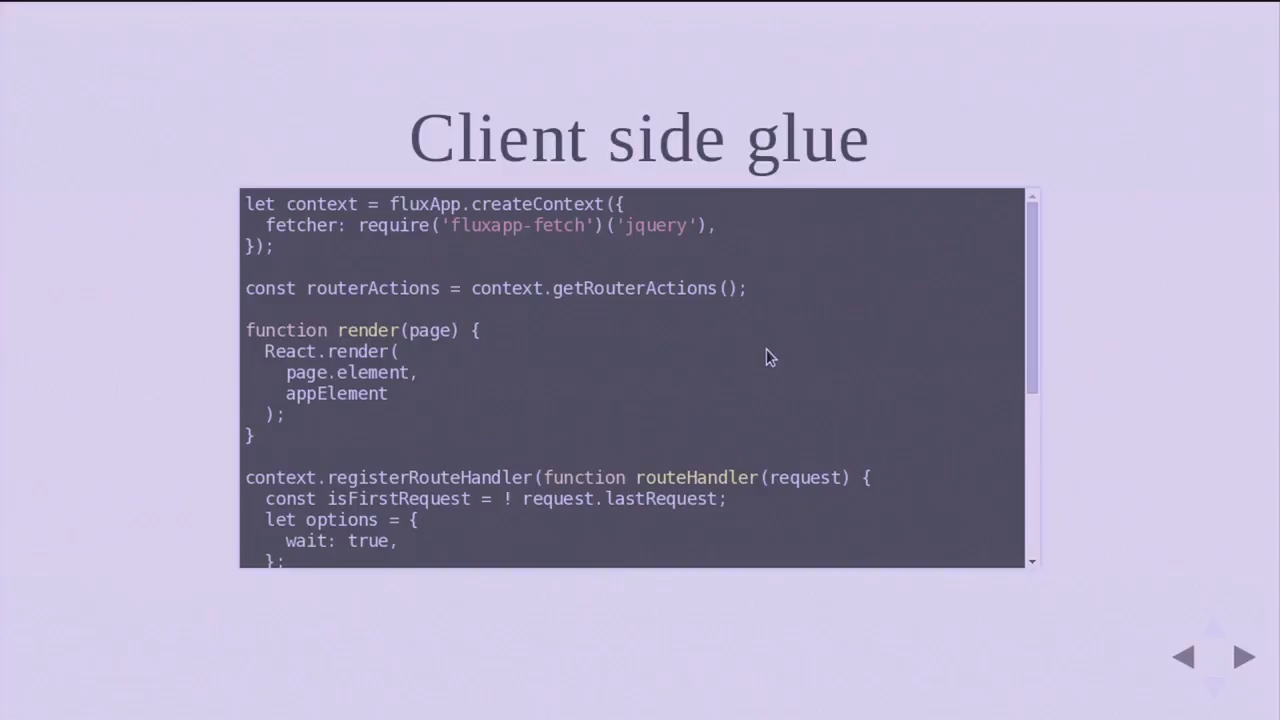 Client side glue
let context = fluxApp.createContext({
  fetcher: require('fluxapp-fetch')('jquery'),
});
const routerActions = context.getRouterActions();
function render(page) {
  React.render(
    page.element,
    appElement
  );
}
context.registerRouteHandler(function routeHandler(request) {
  const isFirstRequest = ! request.lastRequest;
  let options = {
    wait: true,
  };